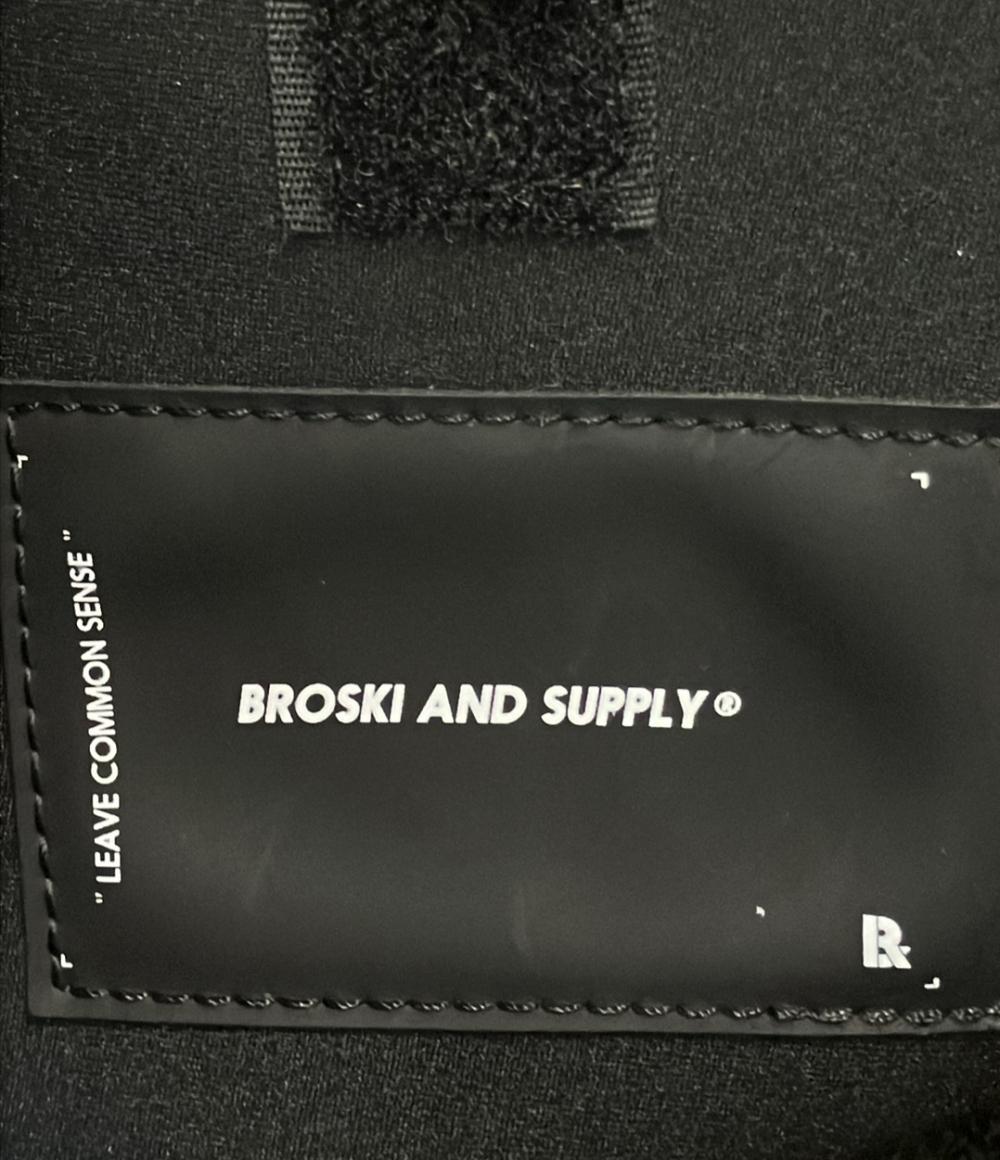 " LEAVE COMMON SENSE "
BROSKI AND SUPPLY®